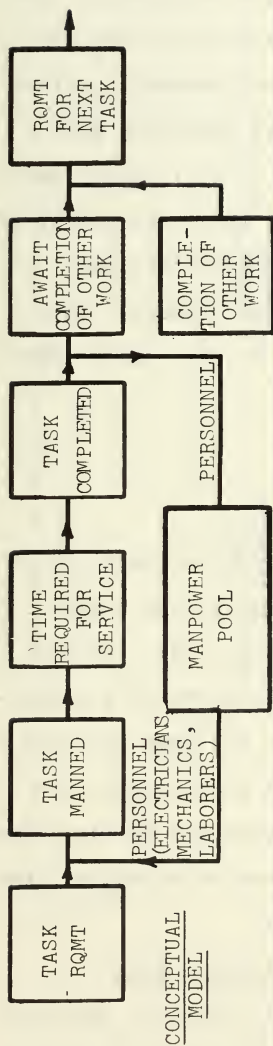 TASK
RQMT
TASK
MANNED
TIME
REQUIRED
FOR
SERVICE
TASK
COMPLETED
AWAIT
COMPLETION
OF OTHER
WORK
RQMT
FOR
NEXT
TASK
PERSONNEL
(ELECTRICIANS,
MECHANICS,
LABORERS)
MANPOWER
POOL
PERSONNEL
COMPLE-
TION OF
OTHER
WORK
CONCEPTUAL
MODEL